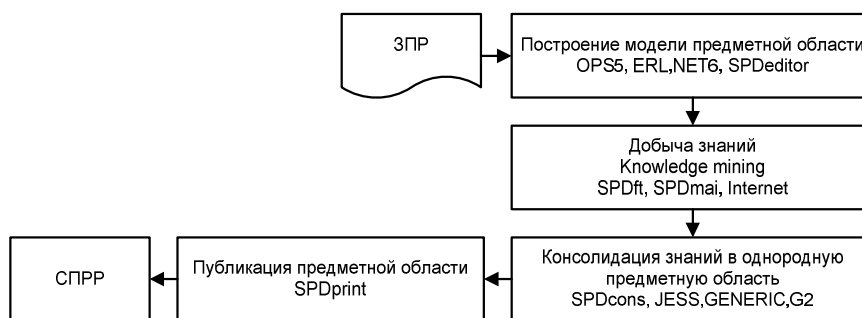 ЗПР
Построение модели предметной области
OPS5, ERL,NET6, SPDeditor
Добыча знаний
Knowledge mining
SPDft, SPDmai, Internet
Консолидация знаний в однородную
предметную область
SPDcons, JESS,GENERIC,G2
Публикация предметной области
SPDprint
СПРР